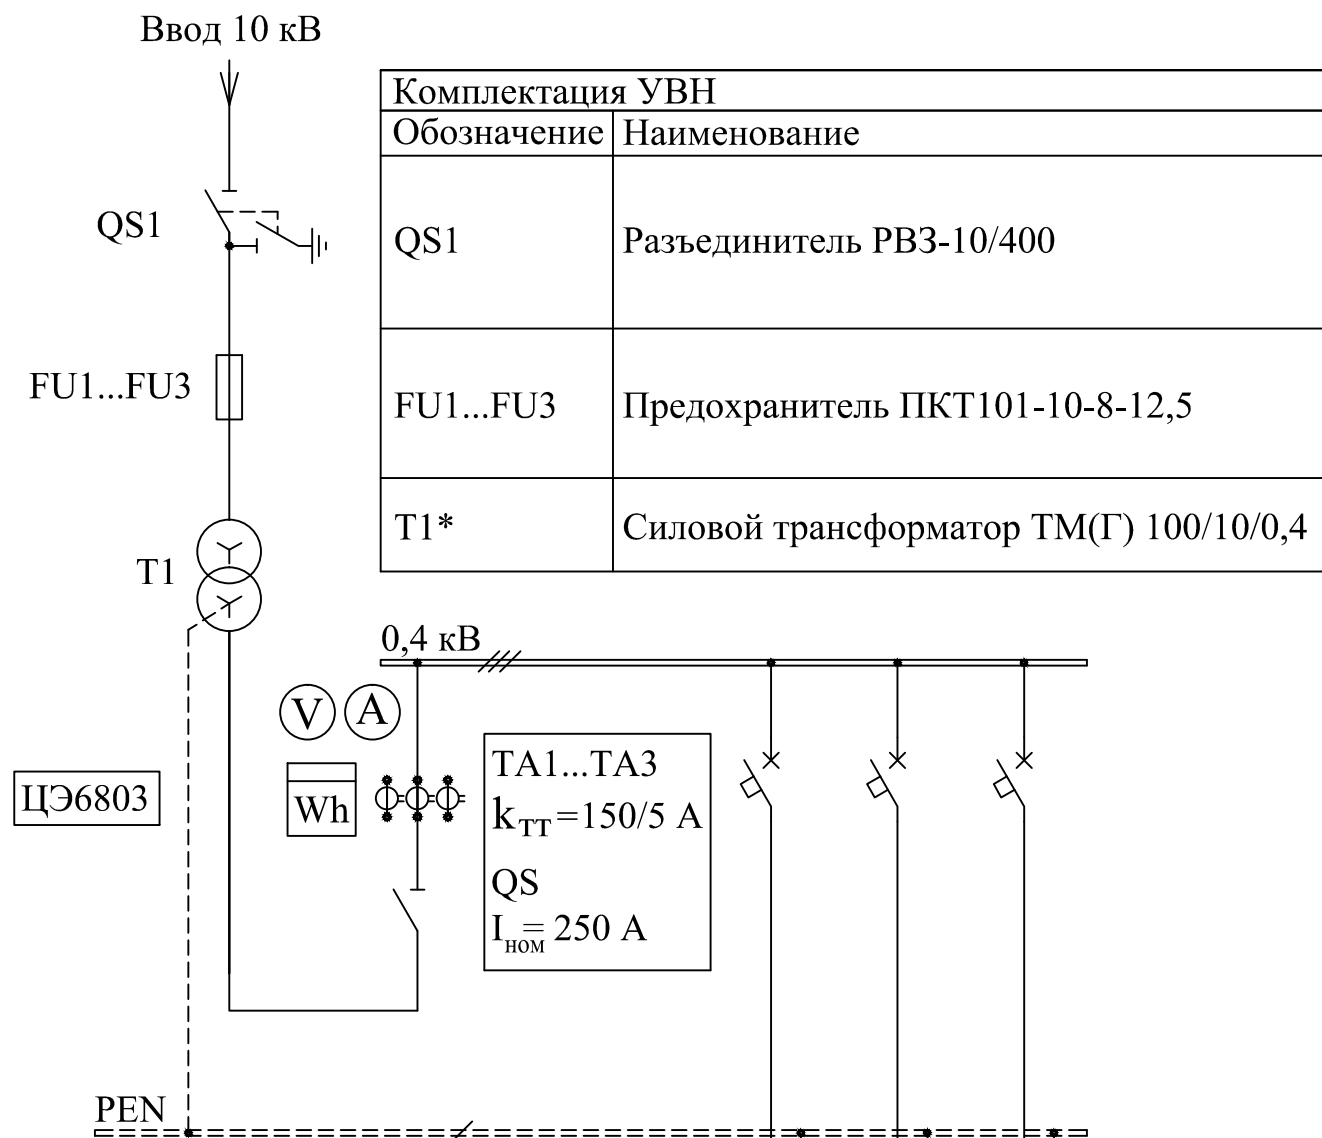 Ввод 10 кВ
Комплектация УВН
Обозначение Наименование
QS1
QS1 Разъединитель РВЗ-10/400
FU1...FU3
FU1...FU3 Предохранитель ПКТ101-10-8-12,5
T1* Силовой трансформатор ТМ(Г) 100/10/0,4
T1
0,4 кВ
V A
ЦЭ6803
Wh
TA1...TA3
kТТ=150/5 А
QS
Iном= 250 А
PEN